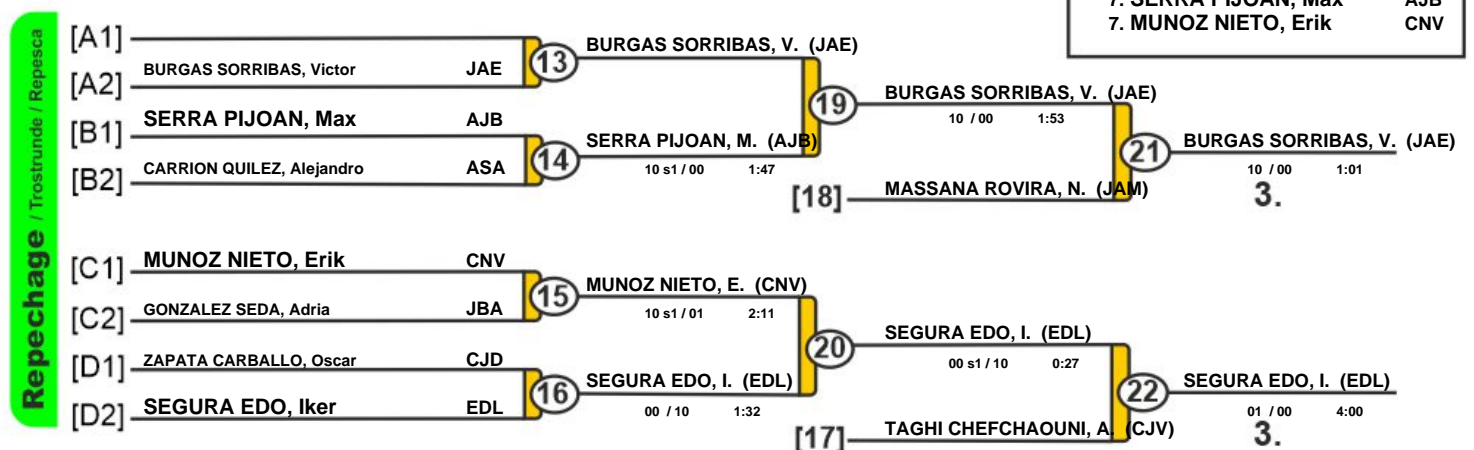 7. SERRA PIJOAN, Max AJB
7. MUNOZ NIETO, Erik CNV
Repechage / Trostrunde / Repesca
[A1]
[A2] BURGAS SORRIBAS, Victor JAE
13
BURGAS SORRIBAS, V. (JAE)
[B1] SERRA PIJOAN, Max AJB
[B2] CARRION QUILEZ, Alejandro ASA
14
SERRA PIJOAN, M. (AJB)
10 s1 / 00 1:47
19
BURGAS SORRIBAS, V. (JAE)
10 / 00 1:53
[18] MASSANA ROVIRA, N. (JAM)
21
BURGAS SORRIBAS, V. (JAE)
10 / 00 1:01
3.
[C1] MUNOZ NIETO, Erik CNV
[C2] GONZALEZ SEDA, Adria JBA
15
MUNOZ NIETO, E. (CNV)
10 s1 / 01 2:11
[D1] ZAPATA CARBALLO, Oscar CJD
[D2] SEGURA EDO, Iker EDL
16
SEGURA EDO, I. (EDL)
00 / 10 1:32
20
SEGURA EDO, I. (EDL)
00 s1 / 10 0:27
[17] TAGHI CHEFCHAOUNI, A. (CJV)
22
SEGURA EDO, I. (EDL)
01 / 00 4:00
3.